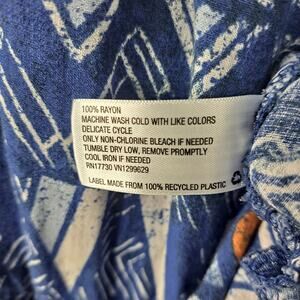 100% RAYON
MACHINE WASH COLD WITH LIKE COLORS
DELICATE CYCLE
ONLY NON-CHLORINE BLEACH IF NEEDED
TUMBLE DRY LOW, REMOVE PROMPTLY
COOL IRON IF NEEDED
RN17730 VN1299629
LABEL MADE FROM 100% RECYCLED PLASTIC